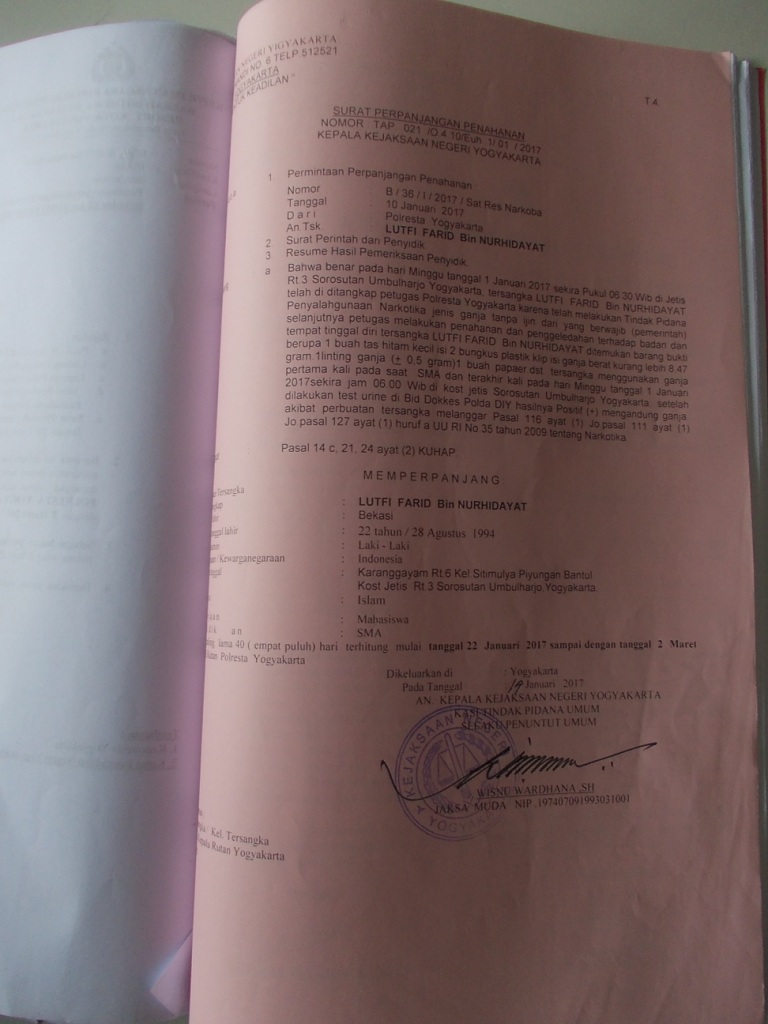 NEGERI YIGYAKARTA
NO. 6 TELP.512521
YOGYAKARTA
UK KEADILAN "
T 4
SURAT PERPANJANGAN PENAHANAN
NOMOR TAP 021 /O.4.10/Euh 1/ 01 / 2017
KEPALA KEJAKSAAN NEGERI YOGYAKARTA
1. Permintaan Perpanjangan Penahanan
Nomor : B / 36 / I / 2017 / Sat Res Narkoba
Tanggal : 10 Januari 2017
D a r i : Polresta Yogyakarta
An.Tsk : LUTFI FARID Bin NURHIDAYAT
2 Surat Perintah dan Penyidik
3 Resume Hasil Pemeriksaan Penyidik
a Bahwa benar pada hari Minggu tanggal 1 Januari 2017 sekira Pukul 06 30 Wib di Jetis
Rt 3 Sorosutan Umbulharjo Yogyakarta, tersangka LUTFI FARID Bin NURHIDAYAT
telah di ditangkap petugas Polresta Yogyakarta karena telah melakukan Tindak Pidana
Penyalahgunaan Narkotika jenis ganja tanpa ijin dari yang berwajib (pemerintah)
selanjutnya petugas melakukan penahanan dan penggeledahan terhadap badan dan
tempat tinggal diri tersangka LUTFI FARID Bin NURHIDAYAT ditemukan barang bukti
berupa 1 buah tas hitam kecil isi 2 bungkus plastik klip isi ganja berat kurang lebih 8.47
gram.1linting ganja (± 0,5 gram)1 buah papaer dst. tersangka menggunakan ganja
pertama kali pada saat SMA dan terakhir kali pada hari Minggu tanggal 1 Januari
2017sekira jam 06.00 Wib di kost jetis Sorosutan Umbulharjo Yogyakarta. setelah
dilakukan test urine di Bid Dokkes Polda DIY hasilnya Positif (+) mengandung ganja
akibat perbuatan tersangka melanggar Pasal 116 ayat (1) Jo.pasal 111 ayat (1)
Jo pasal 127 ayat (1) huruf a UU RI No 35 tahun 2009 tentang Narkotika
Pasal 14 c, 21, 24 ayat (2) KUHAP
M E M P E R P A N J A N G
Tersangka : LUTFI FARID Bin NURHIDAYAT
: Bekasi
lahir : 22 tahun / 28 Agustus 1994
: Laki - Laki
/ Kewarganegaraan : Indonesia
: Karanggayam Rt.6 Kel Sitimulya Piyungan Bantul
Kost Jetis Rt 3 Sorosutan Umbulharjo,Yogyakarta
: Islam
: Mahasiswa
: SMA
lama 40 ( empat puluh) hari terhitung mulai tanggal 22 Januari 2017 sampai dengan tanggal 2 Maret
Polresta Yogyakarta
Dikeluarkan di : Yogyakarta
Pada Tanggal : 19 Januari 2017
AN. KEPALA KEJAKSAAN NEGERI YOGYAKARTA
KASI TINDAK PIDANA UMUM
SELAKU PENUNTUT UMUM
KEJAKSAAN NEGERI
YOGYAKARTA
WISNU WARDHANA ,SH
JAKSA MUDA NIP .197407091993031001
Kel. Tersangka
Rutan Yogyakarta